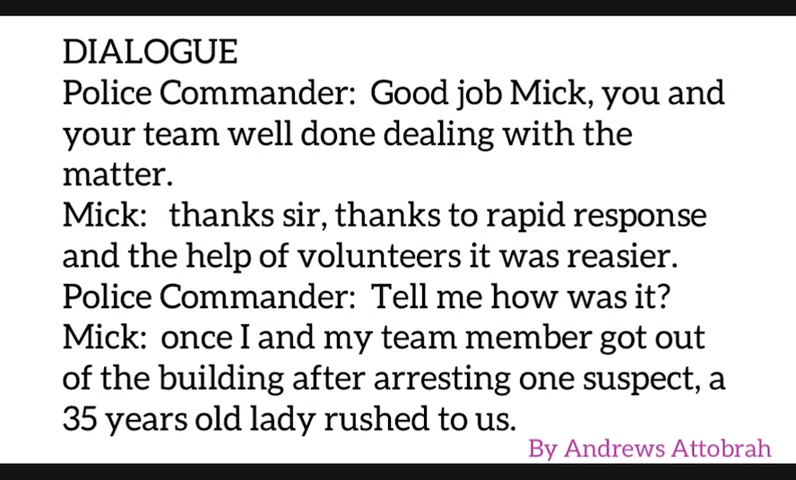 DIALOGUE
Police Commander: Good job Mick, you and
your team well done dealing with the
matter.
Mick: thanks sir, thanks to rapid response
and the help of volunteers it was reasier.
Police Commander: Tell me how was it?
Mick: once I and my team member got out
of the building after arresting one suspect, a
35 years old lady rushed to us.
By Andrews Attobrah